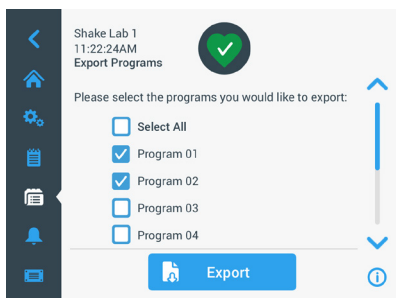 Shake Lab 1
11:22:24AM
Export Programs
Please select the programs you would like to export:
Select All
Program 01
Program 02
Program 03
Program 04
Export